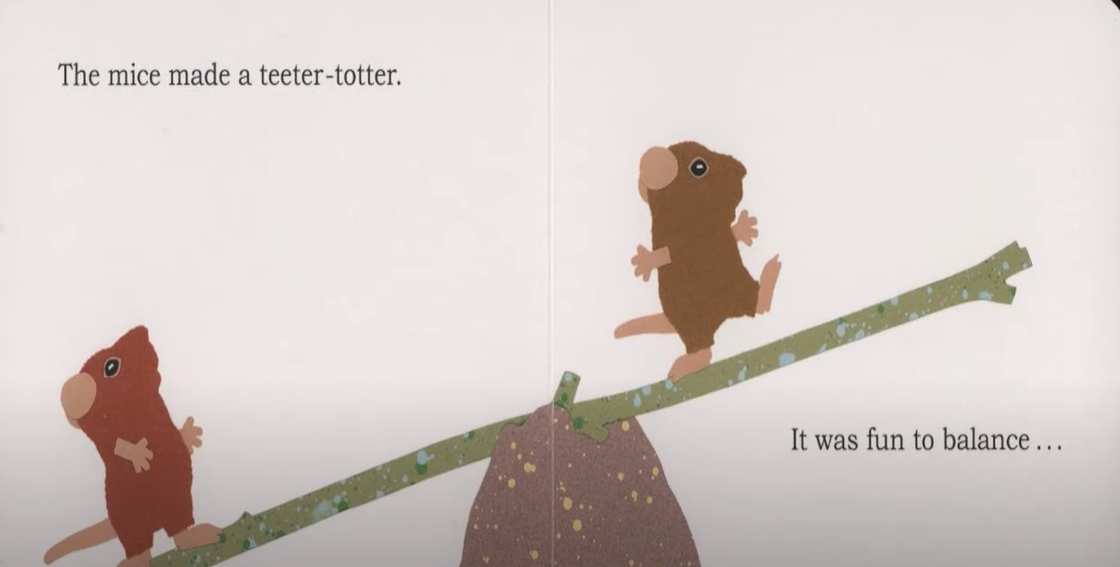 The mice made a teeter-totter.
It was fun to balance . . .